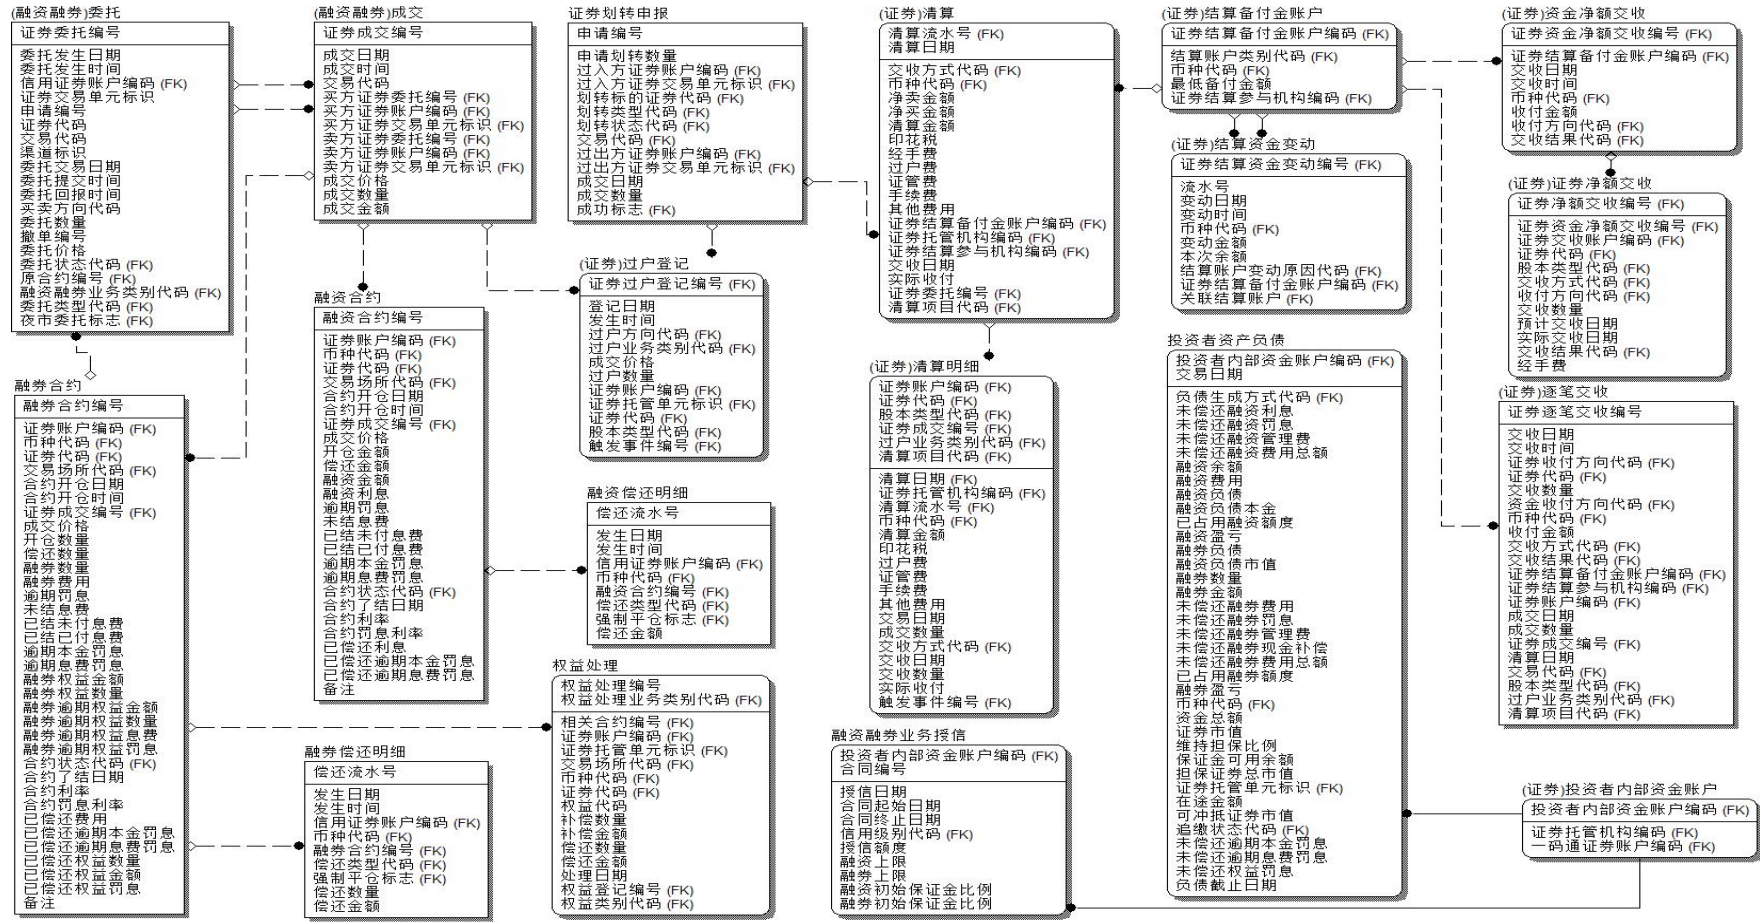 (融资融券)委托
证券委托编号
委托发生日期
委托发生时间
信用证券账户编码 (FK)
证券交易单元标识
申请编号
证券代码
交易代码
渠道标识
委托交易日期
委托提交时间
委托回报时间
买卖方向代码
委托数量
撤单编号
委托价格
委托状态代码 (FK)
原合约编号 (FK)
融资融券业务类别代码 (FK)
委托类型代码 (FK)
夜市委托标志 (FK)
融券合约
融券合约编号
证券账户编码 (FK)
币种代码 (FK)
证券代码 (FK)
交易场所代码 (FK)
合约开仓日期
合约开仓时间
证券成交编号 (FK)
成交价格
开仓数量
偿还数量
融券数量
融券费用
逾期罚息
未结息费
已结未付息费
已结已付息费
逾期本金罚息
逾期息费罚息
融券权益金额
融券权益数量
融券逾期权益金额
融券逾期权益数量
融券逾期权益息费
融券逾期权益罚息
合约状态代码 (FK)
合约了结日期
合约利率
合约罚息利率
已偿还费用
已偿还逾期本金罚息
已偿还逾期息费罚息
已偿还权益数量
已偿还权益金额
已偿还权益罚息
备注
(融资融券)成交
证券成交编号
成交日期
成交时间
交易代码
买方证券委托编号 (FK)
买方证券账户编码 (FK)
买方证券交易单元标识 (FK)
卖方证券委托编号 (FK)
卖方证券账户编码 (FK)
卖方证券交易单元标识 (FK)
成交价格
成交数量
成交金额
融资合约
融资合约编号
证券账户编码 (FK)
币种代码 (FK)
证券代码 (FK)
交易场所代码 (FK)
合约开仓日期
合约开仓时间
证券成交编号 (FK)
成交价格
开仓金额
偿还金额
融资金额
融资利息
逾期罚息
未结息费
已结未付息费
已结已付息费
逾期本金罚息
逾期息费罚息
合约状态代码 (FK)
合约了结日期
合约利率
合约罚息利率
已偿还利息
已偿还逾期本金罚息
已偿还逾期息费罚息
备注
融券偿还明细
偿还流水号
发生日期
发生时间
信用证券账户编码 (FK)
币种代码 (FK)
融券合约编号 (FK)
偿还类型代码 (FK)
强制平仓标志 (FK)
偿还数量
偿还金额
证券划转申报
申请编号
申请划转数量
过入方证券账户编码 (FK)
过入方证券交易单元标识 (FK)
划转标的证券代码 (FK)
划转类型代码 (FK)
划转状态代码 (FK)
交易代码 (FK)
过出方证券账户编码 (FK)
过出方证券交易单元标识 (FK)
成交日期
成交数量
成功标志 (FK)
(证券)过户登记
证券过户登记编号 (FK)
登记日期
发生时间
过户方向代码 (FK)
过户业务类别代码 (FK)
成交价格
过户数量
证券账户编码 (FK)
证券托管单元标识 (FK)
证券代码 (FK)
股本类型代码 (FK)
触发事件编号 (FK)
融资偿还明细
偿还流水号
发生日期
发生时间
信用证券账户编码 (FK)
币种代码 (FK)
融资合约编号 (FK)
偿还类型代码 (FK)
强制平仓标志 (FK)
偿还金额
权益处理
权益处理编号
权益处理业务类别代码 (FK)
相关合约编号 (FK)
证券账户编码 (FK)
证券托管单元标识 (FK)
交易场所代码 (FK)
币种代码 (FK)
证券代码 (FK)
权益代码
补偿数量
补偿金额
偿还数量
偿还金额
处理日期
权益登记编号 (FK)
权益类别代码 (FK)
(证券)清算
清算流水号 (FK)
清算日期
交收方式代码 (FK)
币种代码 (FK)
净卖金额
净买金额
清算金额
印花税
经手费
过户费
证管费
手续费
其他费用
证券结算备付金账户编码 (FK)
证券托管机构编码 (FK)
证券结算参与机构编码 (FK)
交收日期
实际收付
证券委托编号 (FK)
清算项目代码 (FK)
(证券)清算明细
证券账户编码 (FK)
证券代码 (FK)
股本类型代码 (FK)
证券成交编号 (FK)
过户业务类别代码 (FK)
清算项目代码 (FK)
清算日期 (FK)
证券托管机构编码 (FK)
清算流水号 (FK)
币种代码 (FK)
清算金额
印花税
过户费
证管费
手续费
其他费用
交易日期
成交数量
交收方式代码 (FK)
交收日期
交收数量
实际收付
触发事件编号 (FK)
融资融券业务授信
投资者内部资金账户编码 (FK)
合同编号
授信日期
合同起始日期
合同终止日期
信用级别代码 (FK)
授信额度
融资上限
融券上限
融资初始保证金比例
融券初始保证金比例
(证券)结算备付金账户
证券结算备付金账户编码 (FK)
结算账户类别代码 (FK)
币种代码 (FK)
最低备付金额
证券结算参与机构编码 (FK)
(证券)结算资金变动
证券结算资金变动编号 (FK)
流水号
变动日期
变动时间
币种代码 (FK)
变动金额
本次余额
结算账户变动原因代码 (FK)
证券结算备付金账户编码 (FK)
关联结算账户 (FK)
投资者资产负债
投资者内部资金账户编码 (FK)
交易日期
负债生成方式代码 (FK)
未偿还融资利息
未偿还融资罚息
未偿还融资管理费
未偿还融资费用总额
融资余额
融资费用
融资负债
融资负债本金
已占用融资额度
融资盈亏
融券负债
融资负债市值
融券数量
融券金额
未偿还融券费用
未偿还融券罚息
未偿还融券管理费
未偿还融券现金补偿
未偿还融券费用总额
已占用融券额度
融券盈亏
币种代码 (FK)
资金总额
证券市值
维持担保比例
保证金可用余额
担保证券总市值
证券托管单元标识 (FK)
在途金额
可冲抵证券市值
追缴状态代码 (FK)
未偿还逾期本金罚息
未偿还逾期息费罚息
未偿还权益罚息
负债截止日期
(证券)资金净额交收
证券资金净额交收编号 (FK)
证券结算备付金账户编码 (FK)
交收日期
交收时间
币种代码 (FK)
收付金额
收付方向代码 (FK)
交收结果代码 (FK)
(证券)证券净额交收
证券净额交收编号 (FK)
证券资金净额交收编号 (FK)
证券交收账户编码 (FK)
证券代码 (FK)
股本类型代码 (FK)
交收方式代码 (FK)
收付方向代码 (FK)
交收数量
预计交收日期
实际交收日期
交收结果代码 (FK)
经手费
(证券)逐笔交收
证券逐笔交收编号
交收日期
交收时间
证券收付方向代码 (FK)
证券代码 (FK)
交收数量
资金收付方向代码 (FK)
币种代码 (FK)
收付金额
交收方式代码 (FK)
交收结果代码 (FK)
证券结算备付金账户编码 (FK)
证券结算参与机构编码 (FK)
证券账户编码 (FK)
成交日期
成交数量
证券成交编号 (FK)
清算日期
交易代码 (FK)
股本类型代码 (FK)
过户业务类别代码 (FK)
清算项目代码 (FK)
(证券)投资者内部资金账户
投资者内部资金账户编码 (FK)
证券托管机构编码 (FK)
一码通证券账户编码 (FK)